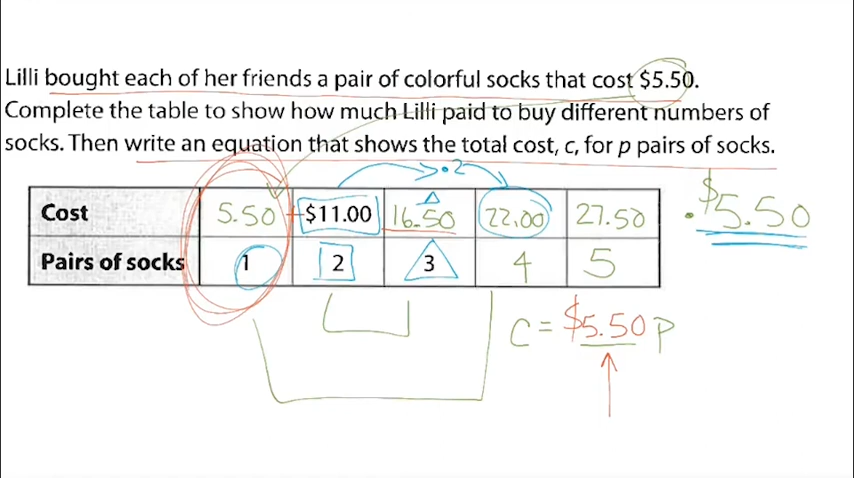 Lilli bought each of her friends a pair of colorful socks that cost $5.50.
Complete the table to show how much Lilli paid to buy different numbers of
socks. Then write an equation that shows the total cost, c, for p pairs of socks.
·2
Cost 5.50 $11.00 16.50 22.00 27.50 ·$5.50
Pairs of socks 1 2 3 4 5
C = $5.50p